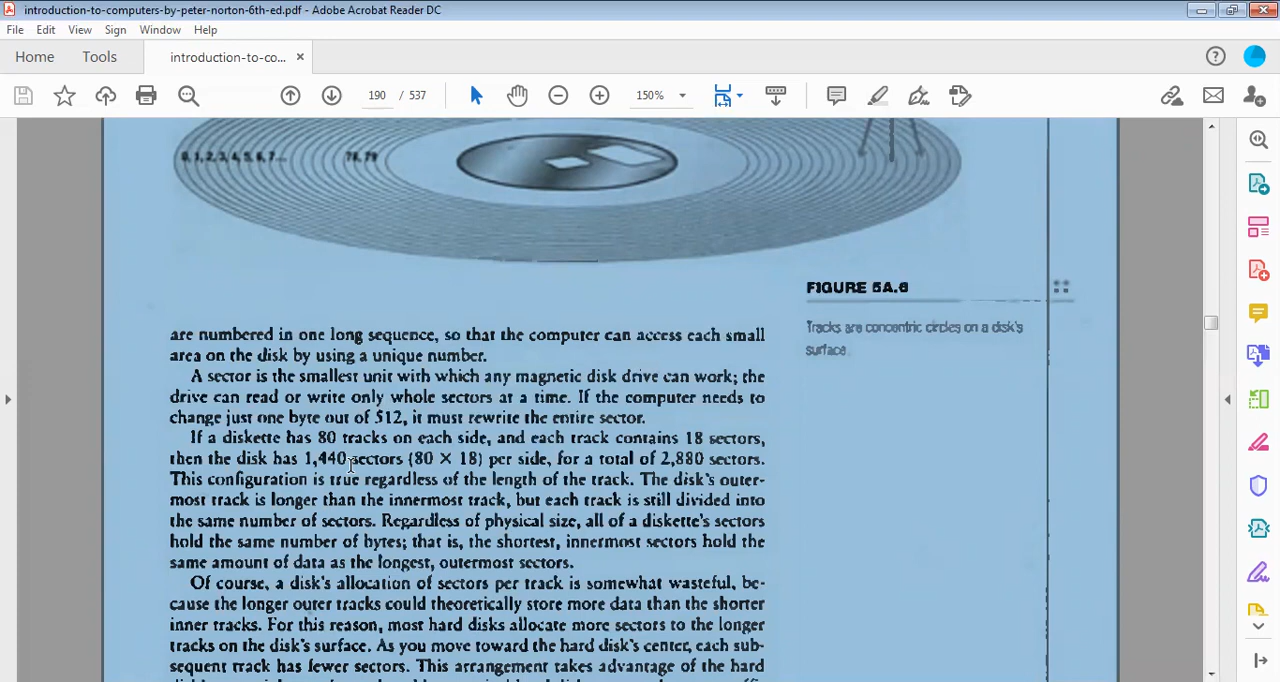 introduction-to-computers-by-peter-norton-6th-ed.pdf - Adobe Acrobat Reader DC
File Edit View Sign Window Help
Home Tools introduction-to-co... ×
190 / 537 150%
0, 1, 2, 3, 4, 5, 6, 7... 78, 79
FIGURE 5A.6
Tracks are concentric circles on a disk's
surface.
are numbered in one long sequence, so that the computer can access each small
area on the disk by using a unique number.
A sector is the smallest unit with which any magnetic disk drive can work; the
drive can read or write only whole sectors at a time. If the computer needs to
change just one byte out of 512, it must rewrite the entire sector.
If a diskette has 80 tracks on each side, and each track contains 18 sectors,
then the disk has 1,440 sectors (80 × 18) per side, for a total of 2,880 sectors.
This configuration is true regardless of the length of the track. The disk's outer-
most track is longer than the innermost track, but each track is still divided into
the same number of sectors. Regardless of physical size, all of a diskette's sectors
hold the same number of bytes; that is, the shortest, innermost sectors hold the
same amount of data as the longest, outermost sectors.
Of course, a disk's allocation of sectors per track is somewhat wasteful, be-
cause the longer outer tracks could theoretically store more data than the shorter
inner tracks. For this reason, most hard disks allocate more sectors to the longer
tracks on the disk's surface. As you move toward the hard disk's center, each sub-
sequent track has fewer sectors. This arrangement takes advantage of the hard